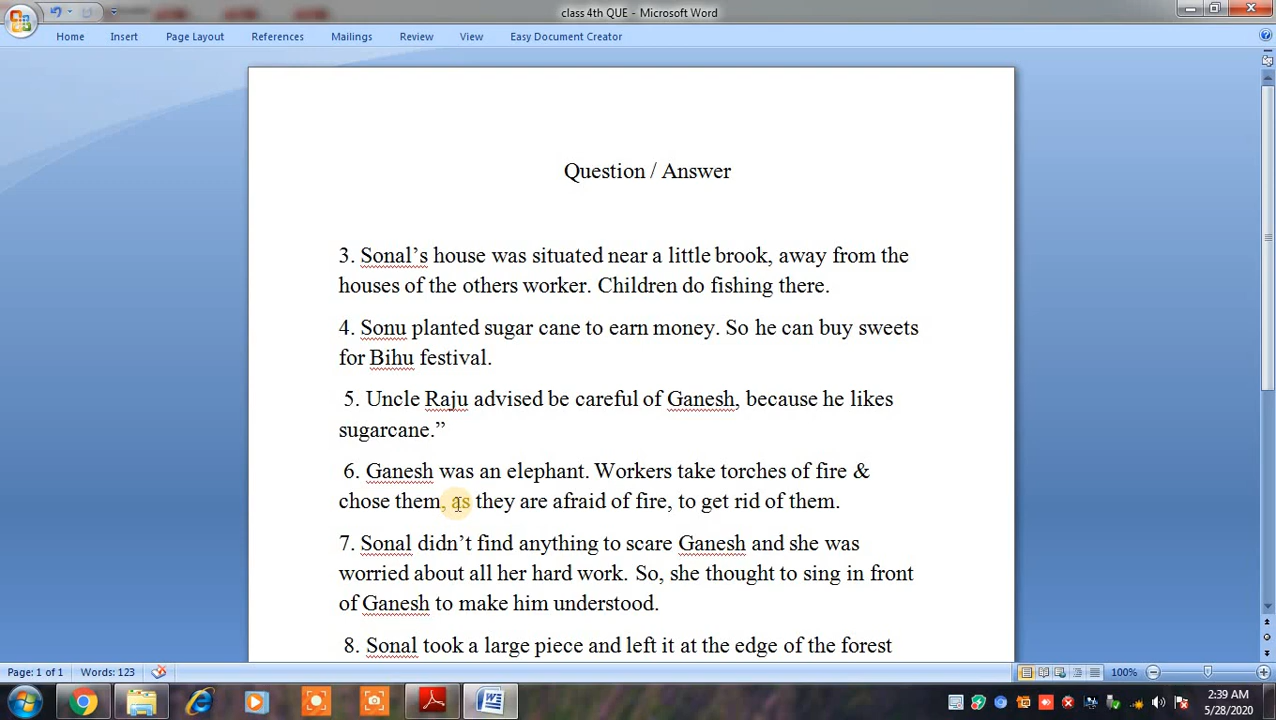 class 4th QUE - Microsoft Word
Home Insert Page Layout References Mailings Review View Easy Document Creator
Question / Answer
3. Sonal’s house was situated near a little brook, away from the
houses of the others worker. Children do fishing there.
4. Sonu planted sugar cane to earn money. So he can buy sweets
for Bihu festival.
5. Uncle Raju advised be careful of Ganesh, because he likes
sugarcane.”
6. Ganesh was an elephant. Workers take torches of fire &
chose them, as they are afraid of fire, to get rid of them.
7. Sonal didn’t find anything to scare Ganesh and she was
worried about all her hard work. So, she thought to sing in front
of Ganesh to make him understood.
8. Sonal took a large piece and left it at the edge of the forest
Page: 1 of 1 Words: 123 100%
2:39 AM
5/28/2020